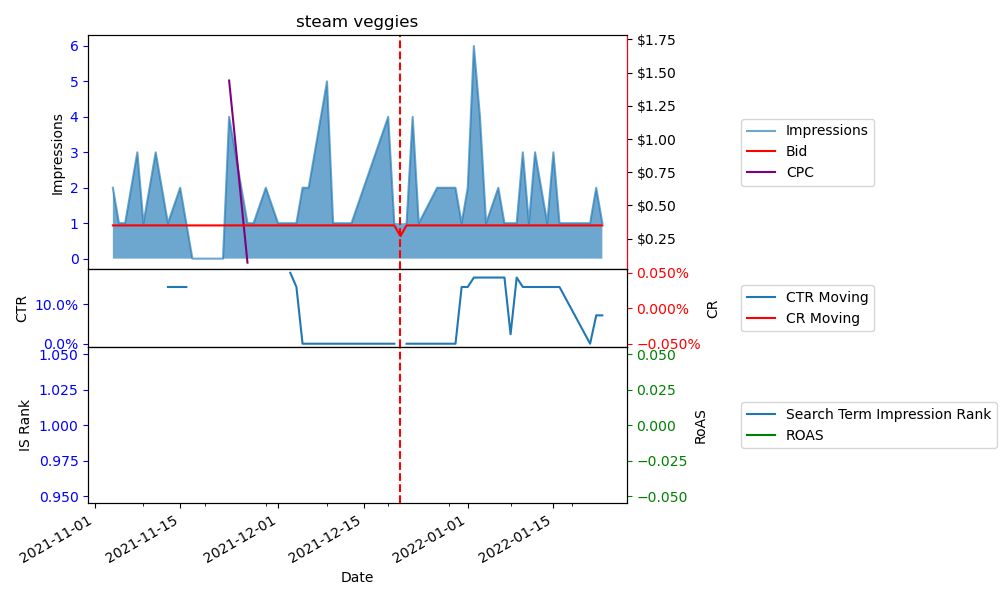 steam veggies
6
5
4
3
2
1
0
Impressions
$1.75
$1.50
$1.25
$1.00
$0.75
$0.50
$0.25
Impressions
Bid
CPC
10.0%
0.0%
CTR
0.050%
0.000%
−0.050%
CR
CTR Moving
CR Moving
1.050
1.025
1.000
0.975
0.950
IS Rank
0.050
0.025
0.000
−0.025
−0.050
RoAS
Search Term Impression Rank
ROAS
2021-11-01
2021-11-15
2021-12-01
2021-12-15
2022-01-01
2022-01-15
Date